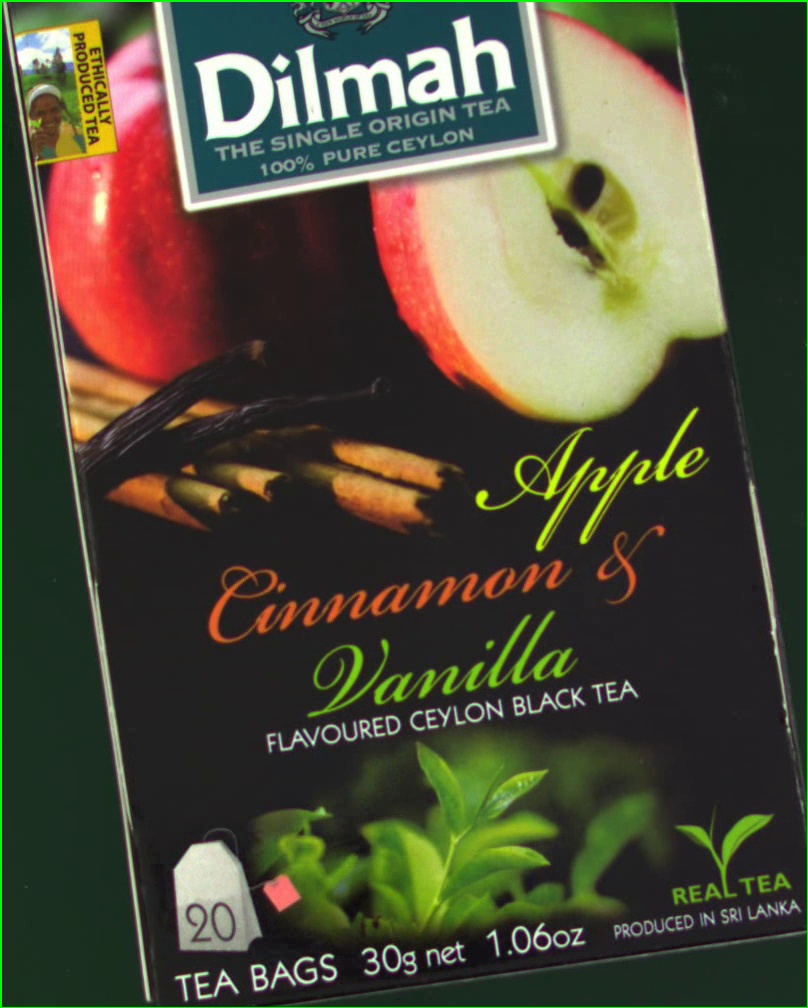 ETHICALLY
PRODUCED TEA
Dilmah
THE SINGLE ORIGIN TEA
100% PURE CEYLON
Apple
Cinnamon &
Vanilla
FLAVOURED CEYLON BLACK TEA
20
TEA BAGS 30g net 1.06oz
REAL TEA
PRODUCED IN SRI LANKA